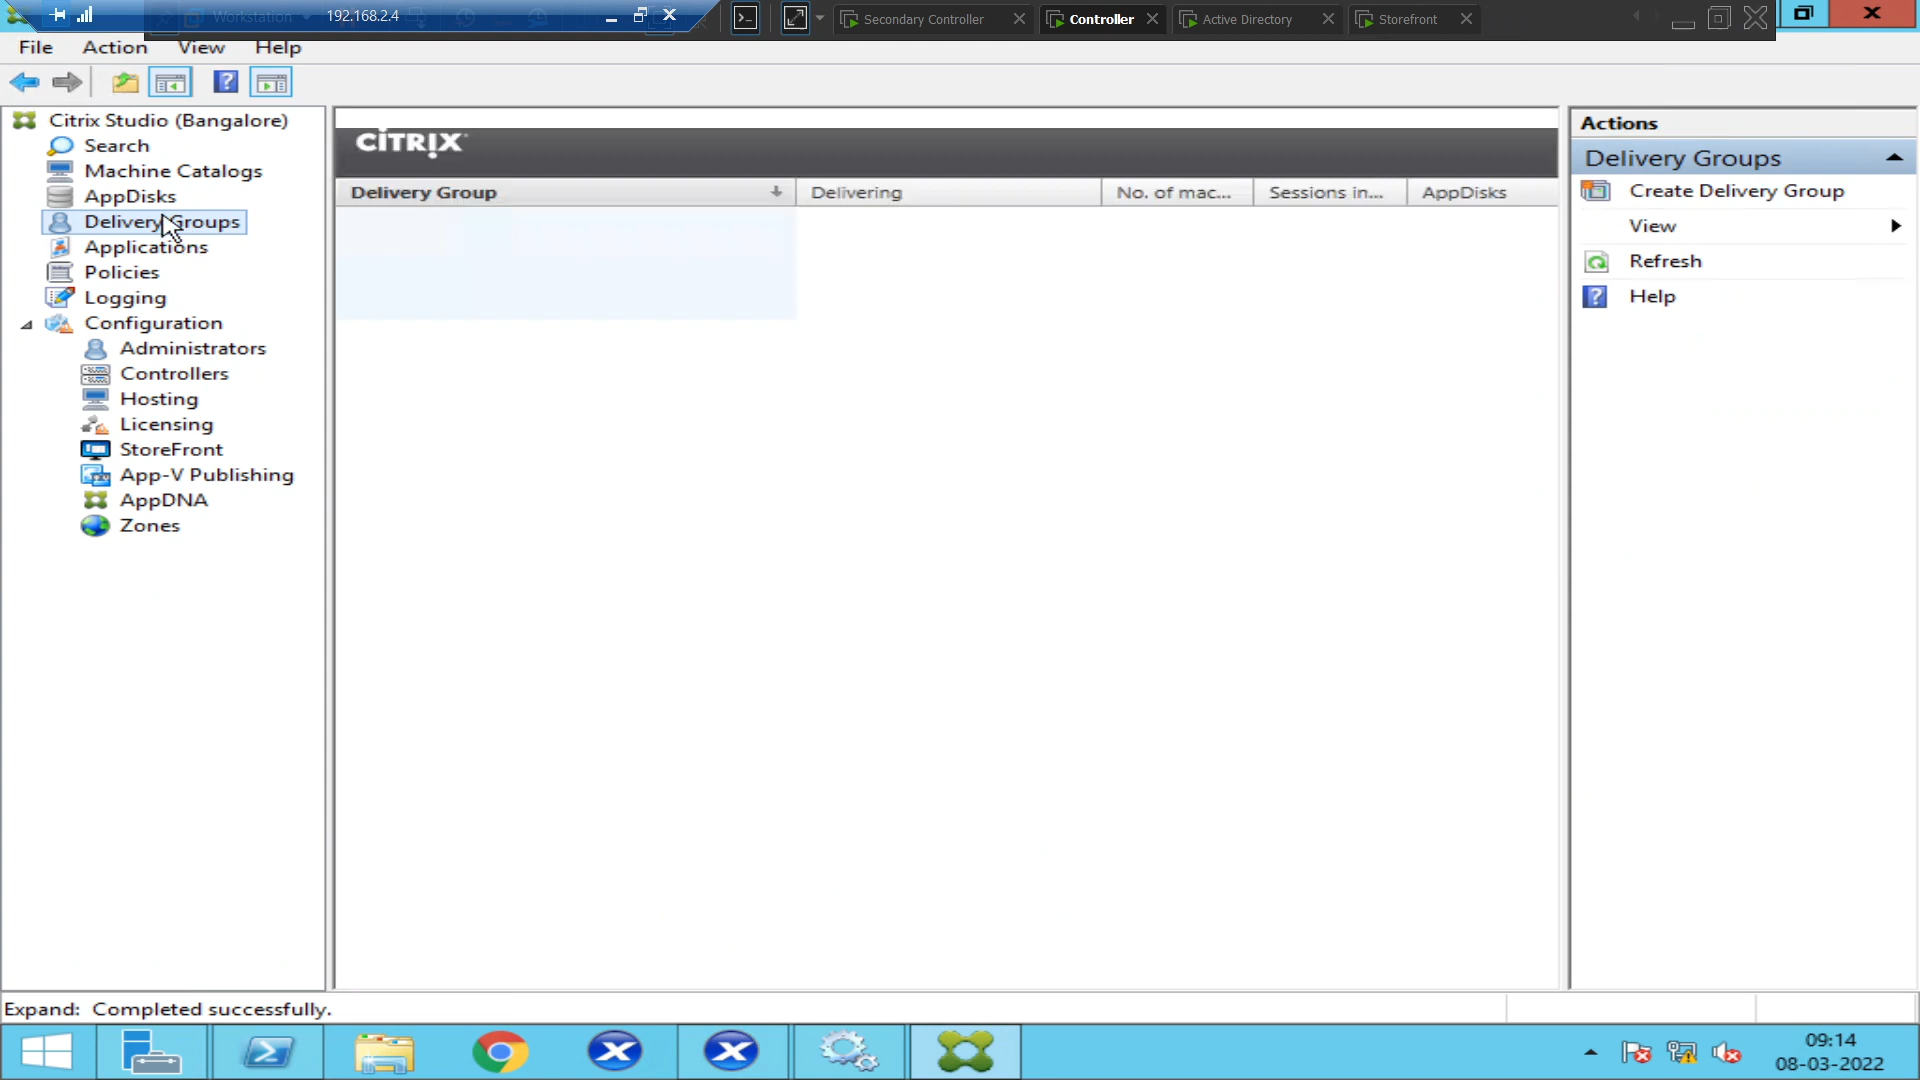 Workstation
192.168.2.4
Secondary Controller
Controller
Active Directory
Storefront
File
Action
View
Help
Citrix Studio (Bangalore)
Search
Machine Catalogs
AppDisks
Delivery Groups
Applications
Policies
Logging
Configuration
Administrators
Controllers
Hosting
Licensing
StoreFront
App-V Publishing
AppDNA
Zones
CITRIX
Delivery Group
Delivering
No. of mac...
Sessions in...
AppDisks
Actions
Delivery Groups
Create Delivery Group
View
Refresh
Help
Expand: Completed successfully.
09:14
08-03-2022